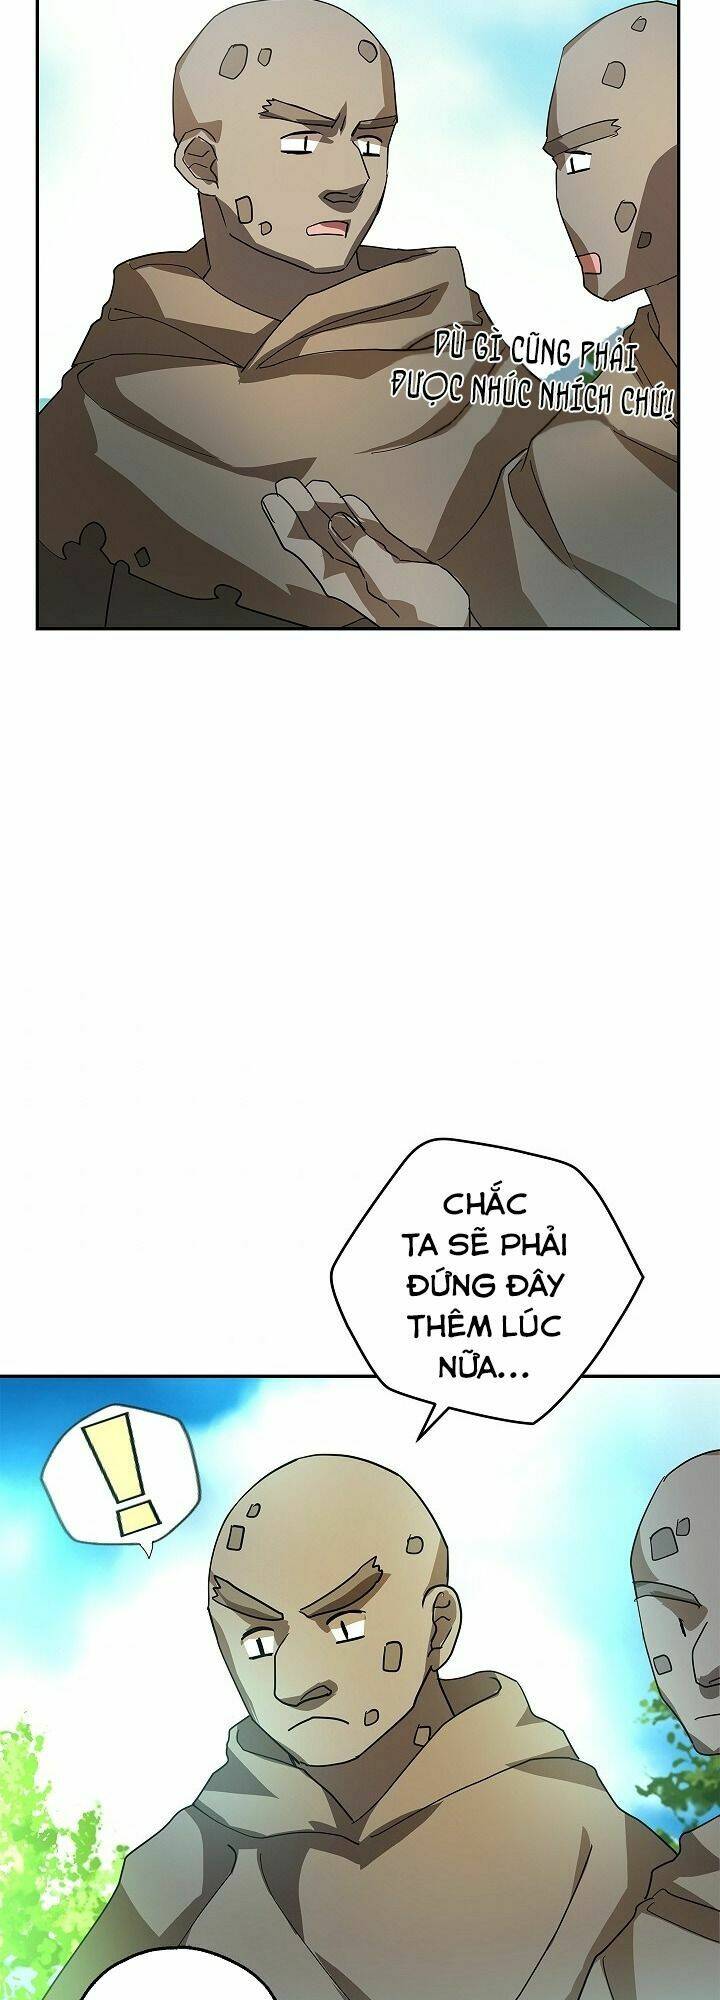 DÙ GÌ CŨNG PHẢI
ĐƯỢC NHÚC NHÍCH CHỨ!
CHẮC
TA SẼ PHẢI
ĐỨNG ĐÂY
THÊM LÚC
NỮA...
!